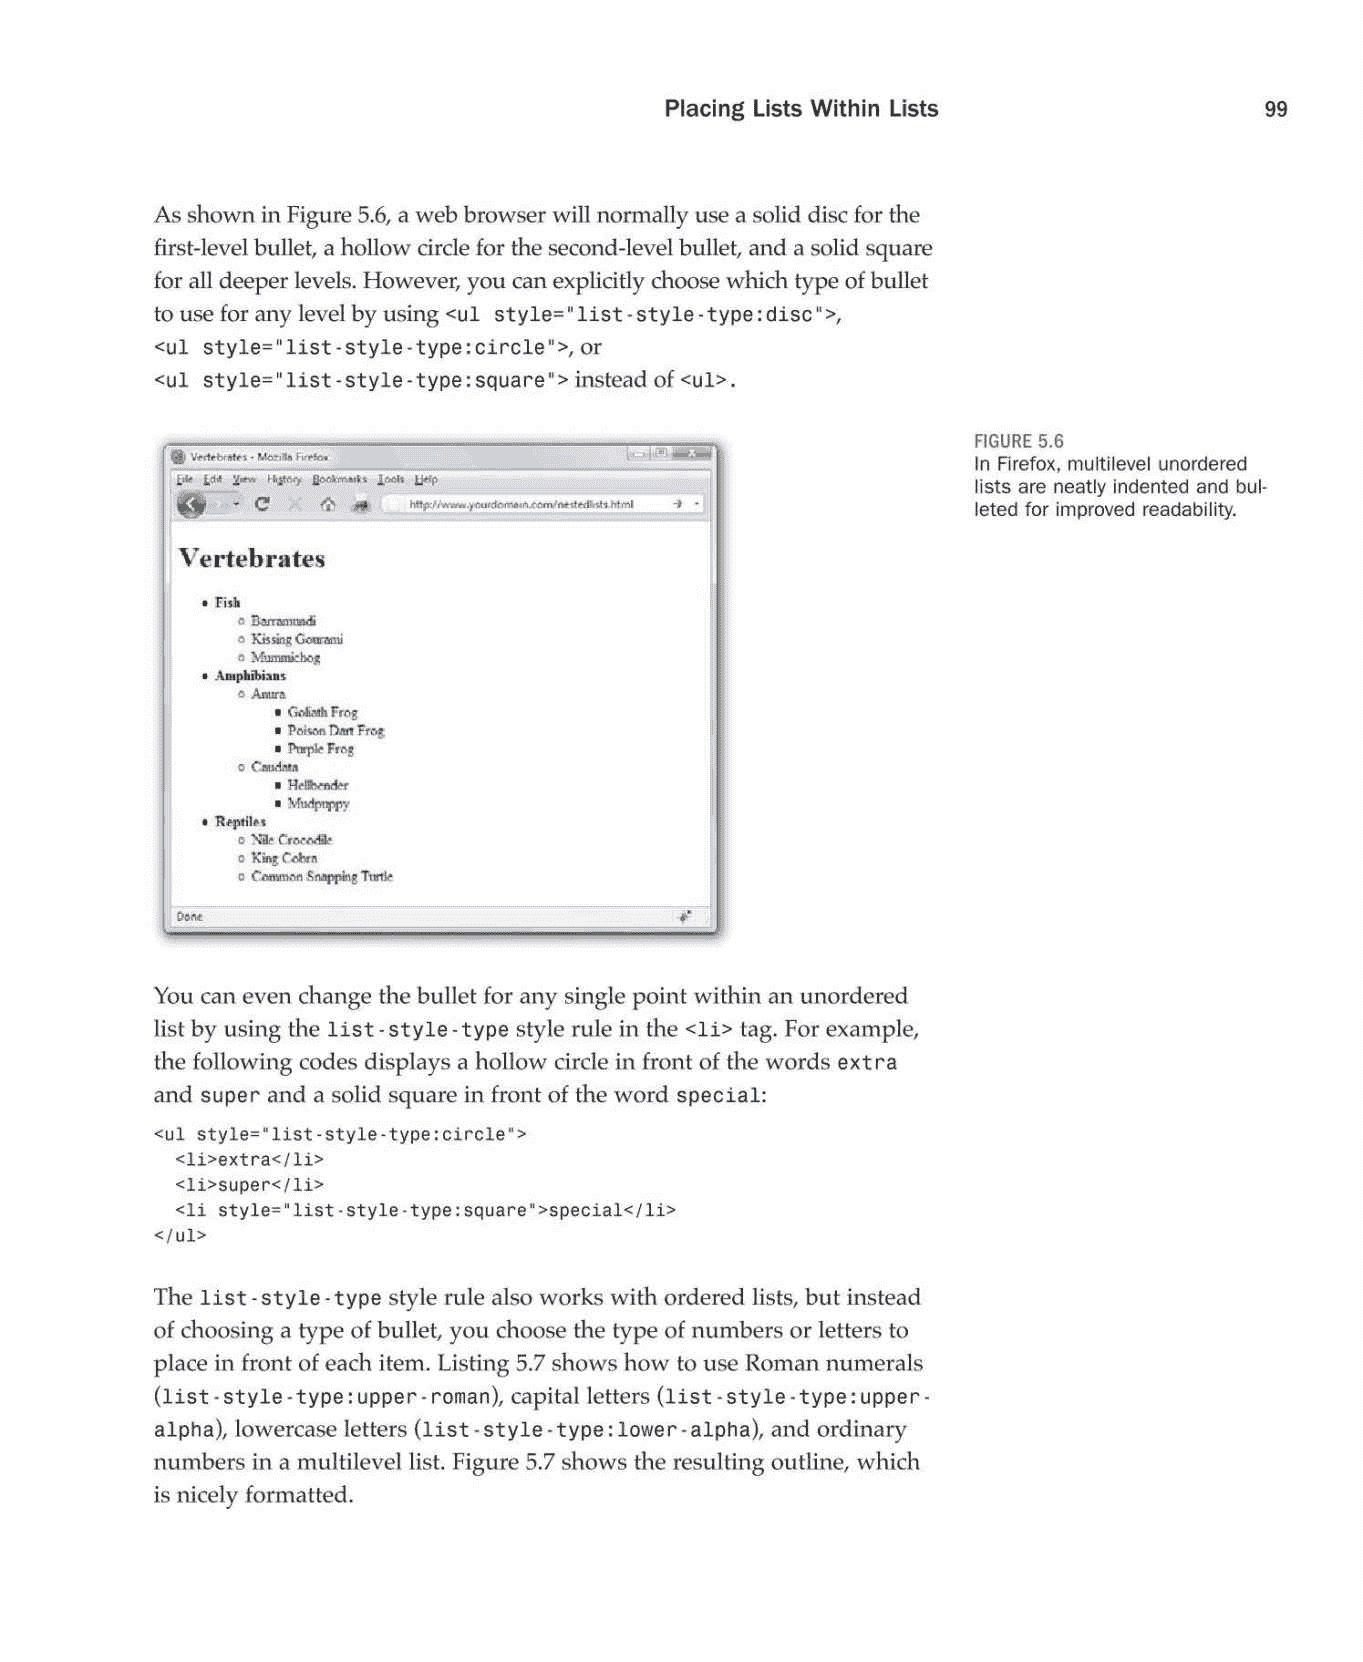 Placing Lists Within Lists 99
As shown in Figure 5.6, a web browser will normally use a solid disc for the
first-level bullet, a hollow circle for the second-level bullet, and a solid square
for all deeper levels. However, you can explicitly choose which type of bullet
to use for any level by using <ul style="list-style-type:disc">,
<ul style="list-style-type:circle">, or
<ul style="list-style-type:square"> instead of <ul>.
FIGURE 5.6
In Firefox, multilevel unordered
lists are neatly indented and bul-
leted for improved readability.
Vertebrates - Mozilla Firefox
File Edit View History Bookmarks Tools Help
http://www.yourdomain.com/nestedlists.html
Vertebrates
• Fish
o Barramundi
o Kissing Gourami
o Mummichog
• Amphibians
o Anura
▪ Goliath Frog
▪ Poison Dart Frog
▪ Purple Frog
o Caudata
▪ Hellbender
▪ Mudpuppy
• Reptiles
o Nile Crocodile
o King Cobra
o Common Snapping Turtle
Done
You can even change the bullet for any single point within an unordered
list by using the list-style-type style rule in the <li> tag. For example,
the following codes displays a hollow circle in front of the words extra
and super and a solid square in front of the word special:
<ul style="list-style-type:circle">
  <li>extra</li>
  <li>super</li>
  <li style="list-style-type:square">special</li>
</ul>
The list-style-type style rule also works with ordered lists, but instead
of choosing a type of bullet, you choose the type of numbers or letters to
place in front of each item. Listing 5.7 shows how to use Roman numerals
(list-style-type:upper-roman), capital letters (list-style-type:upper-
alpha), lowercase letters (list-style-type:lower-alpha), and ordinary
numbers in a multilevel list. Figure 5.7 shows the resulting outline, which
is nicely formatted.